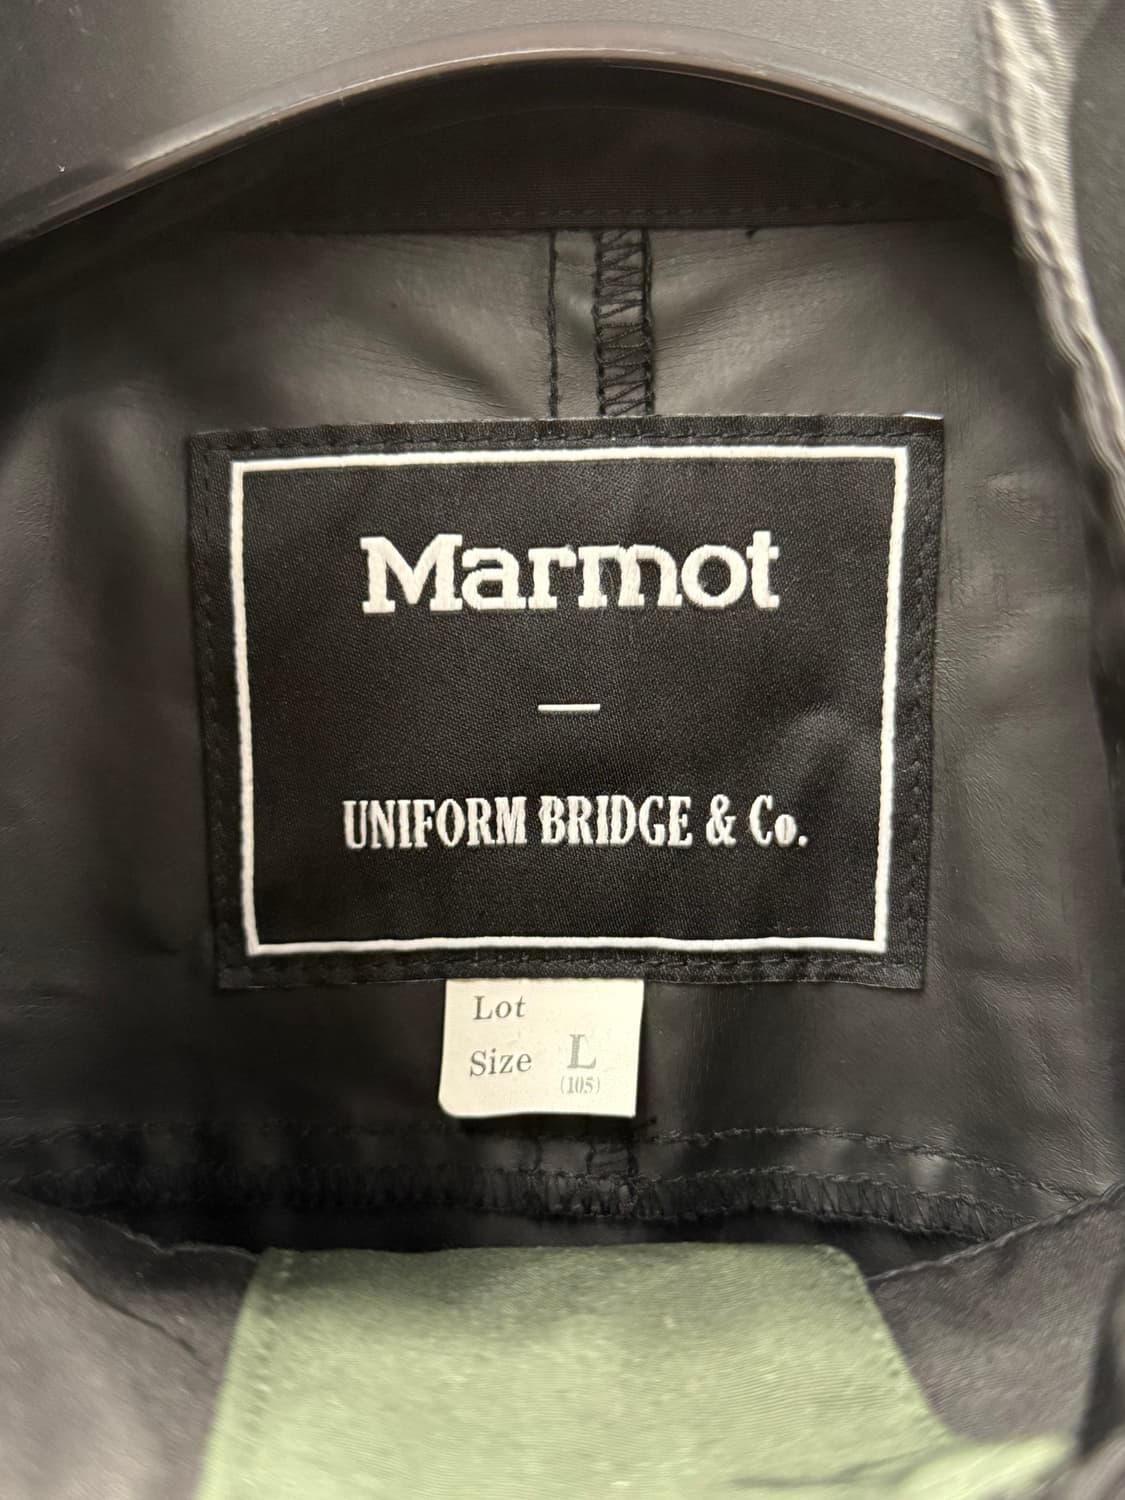 Marmot
—
UNIFORM BRIDGE & Co.
Lot
Size L
(105)